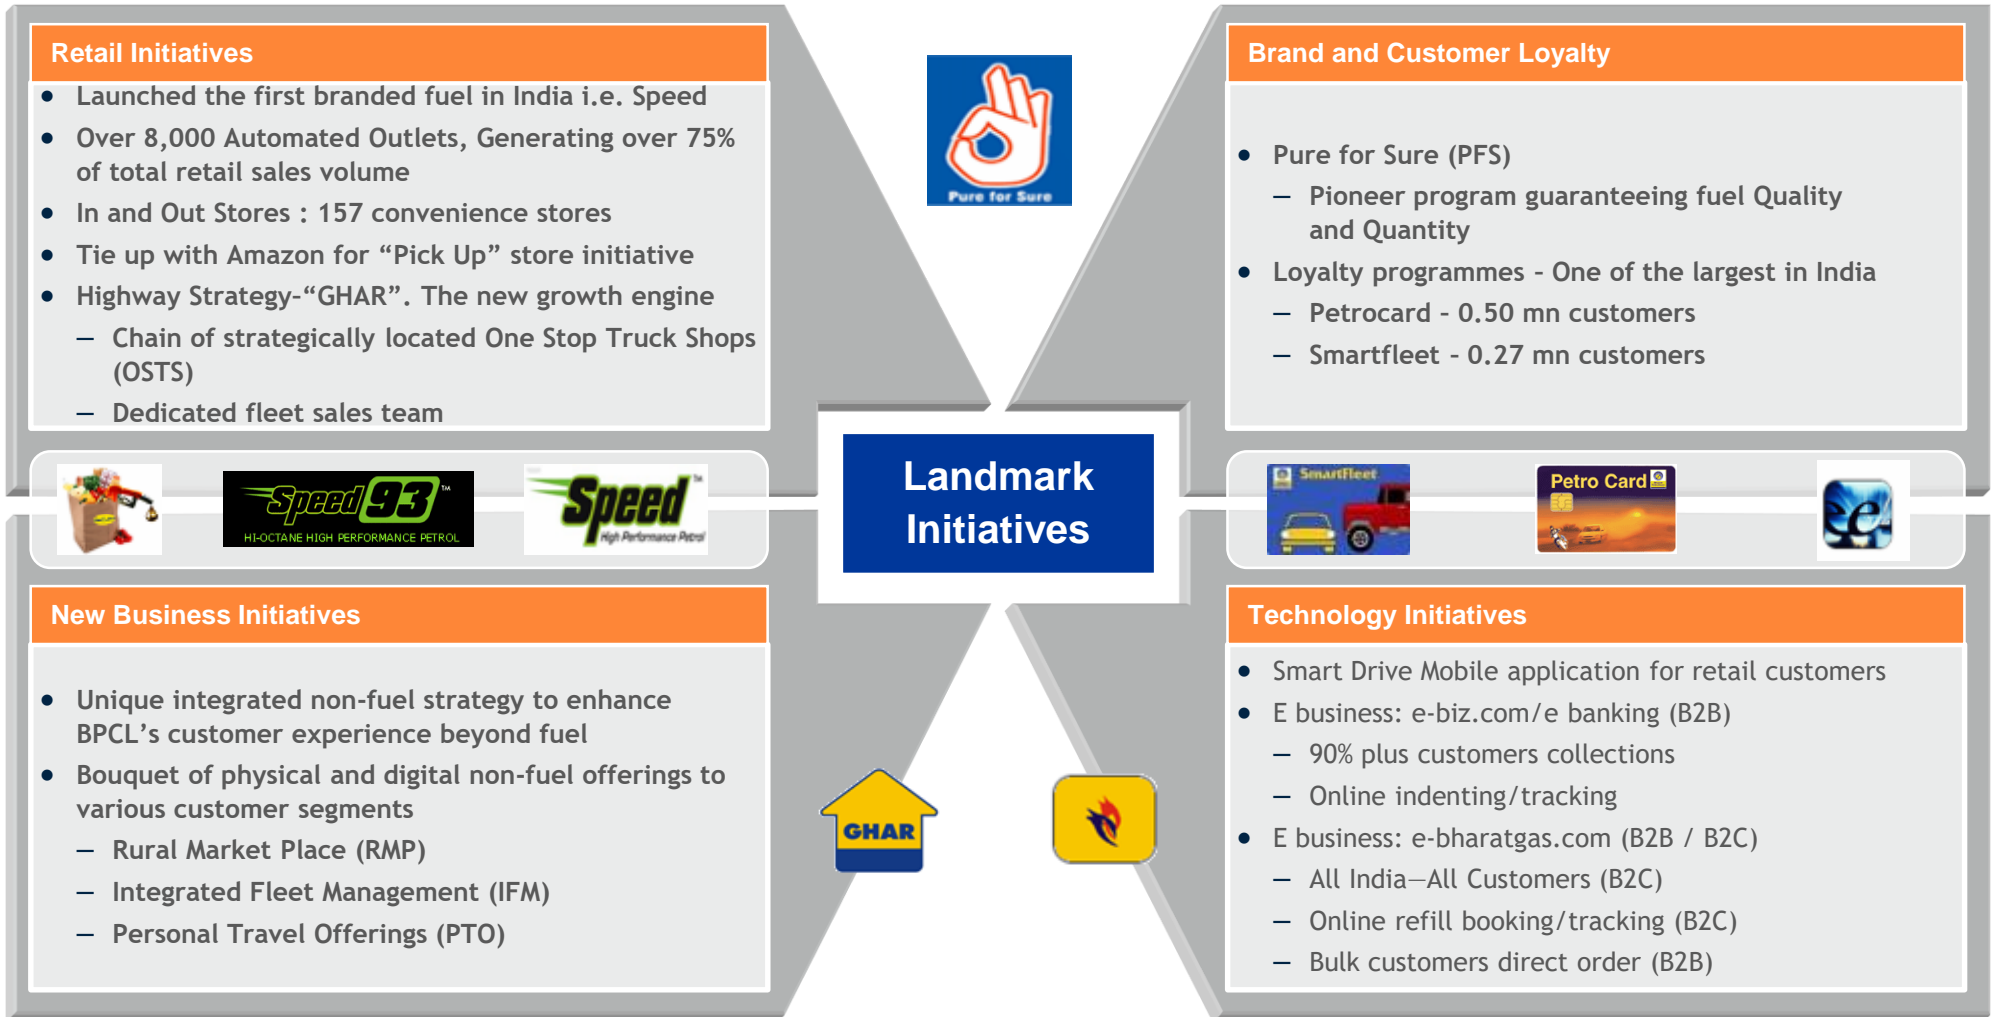 Retail Initiatives
• Launched the first branded fuel in India i.e. Speed
• Over 8,000 Automated Outlets, Generating over 75%
of total retail sales volume
• In and Out Stores : 157 convenience stores
• Tie up with Amazon for “Pick Up” store initiative
• Highway Strategy–“GHAR”. The new growth engine
— Chain of strategically located One Stop Truck Shops
(OSTS)
— Dedicated fleet sales team
Pure for Sure
Brand and Customer Loyalty
• Pure for Sure (PFS)
— Pioneer program guaranteeing fuel Quality
and Quantity
• Loyalty programmes – One of the largest in India
— Petrocard – 0.50 mn customers
— Smartfleet – 0.27 mn customers
Speed 93™
HI-OCTANE HIGH PERFORMANCE PETROL
Speed™
High Performance Petrol
Landmark
Initiatives
SmartFleet
Petro Card
e
New Business Initiatives
• Unique integrated non-fuel strategy to enhance
BPCL’s customer experience beyond fuel
• Bouquet of physical and digital non-fuel offerings to
various customer segments
— Rural Market Place (RMP)
— Integrated Fleet Management (IFM)
— Personal Travel Offerings (PTO)
GHAR
Technology Initiatives
• Smart Drive Mobile application for retail customers
• E business: e-biz.com/e banking (B2B)
— 90% plus customers collections
— Online indenting/tracking
• E business: e-bharatgas.com (B2B / B2C)
— All India—All Customers (B2C)
— Online refill booking/tracking (B2C)
— Bulk customers direct order (B2B)